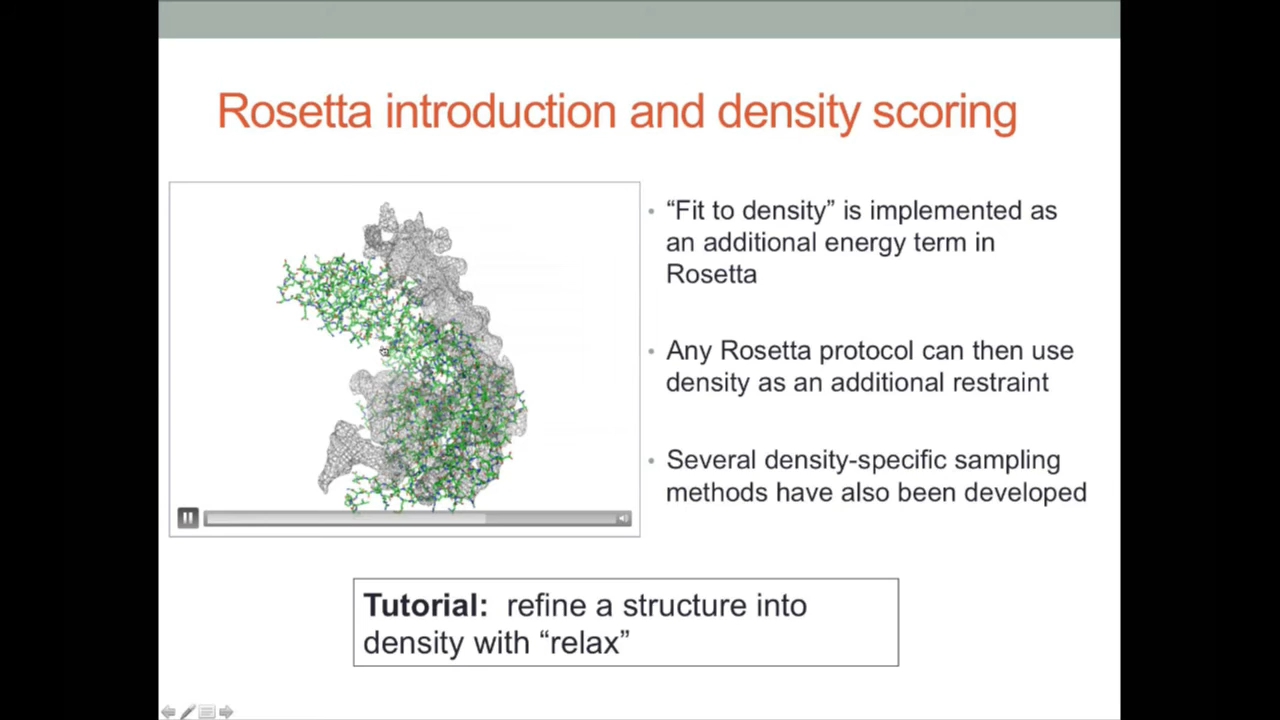 Rosetta introduction and density scoring
• “Fit to density” is implemented as
an additional energy term in
Rosetta
• Any Rosetta protocol can then use
density as an additional restraint
• Several density-specific sampling
methods have also been developed
Tutorial: refine a structure into
density with “relax”